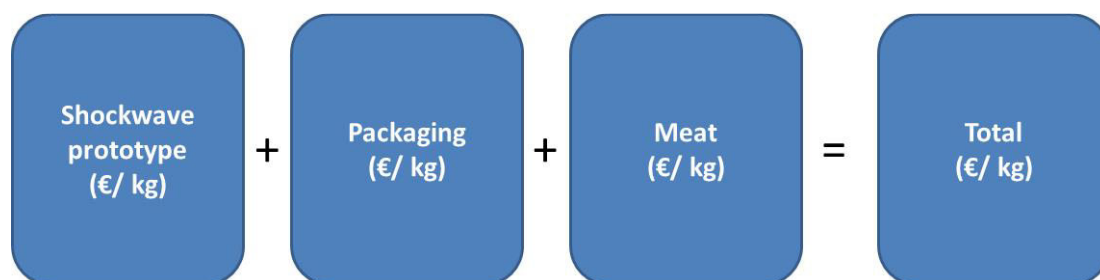 Shockwave
prototype
(€/ kg)
+
Packaging
(€/ kg)
+
Meat
(€/ kg)
=
Total
(€/ kg)